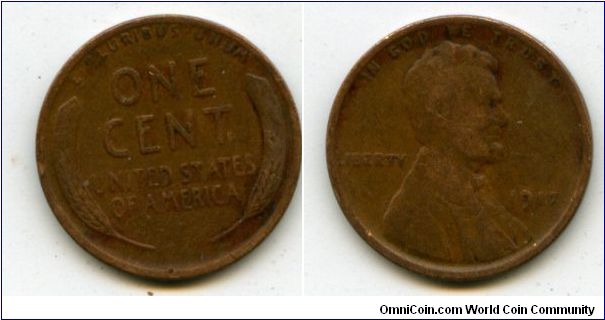 E PLURIBUS UNUM
ONE
CENT
UNITED STATES
OF AMERICA
IN GOD WE TRUST
LIBERTY
1917
OmniCoin.com World Coin Community